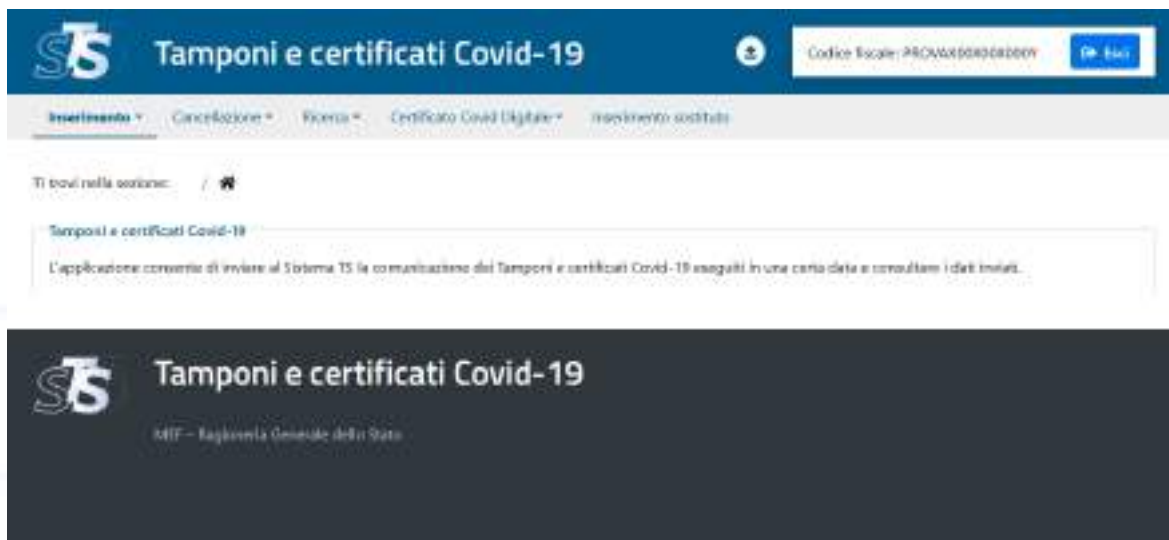 STS
Tamponi e certificati Covid-19
Codice fiscale:
Esci
Inserimento
Cancellazione
Ricerca
Certificato Covid Digitale
Inserimento sostituto
Ti trovi nella sezione: /
Tamponi e certificati Covid-19
L'applicazione consente di inviare al Sistema TS la comunicazione dei Tamponi e certificati Covid-19 eseguiti in una certa data e consultare i dati inviati.
STS
Tamponi e certificati Covid-19
MEF - Ragioneria Generale dello Stato